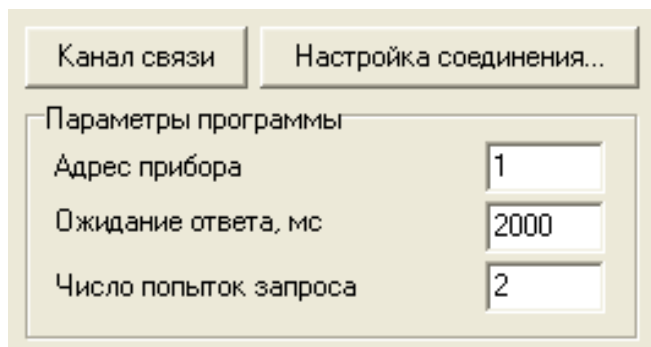 Канал связи Настройка соединения...
Параметры программы
Адрес прибора 1
Ожидание ответа, мс 2000
Число попыток запроса 2